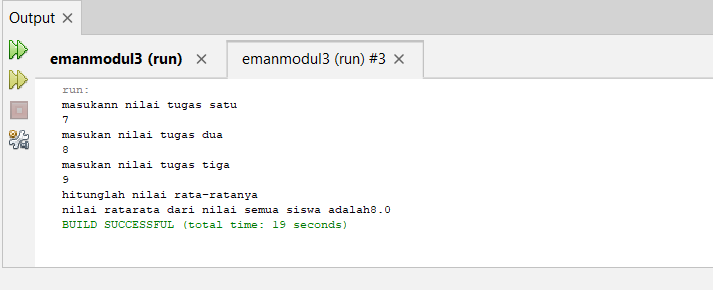 Output
emanmodul3 (run)
emanmodul3 (run) #3
run:
masukann nilai tugas satu
7
masukan nilai tugas dua
8
masukan nilai tugas tiga
9
hitunglah nilai rata-ratanya
nilai ratarata dari nilai semua siswa adalah8.0
BUILD SUCCESSFUL (total time: 19 seconds)